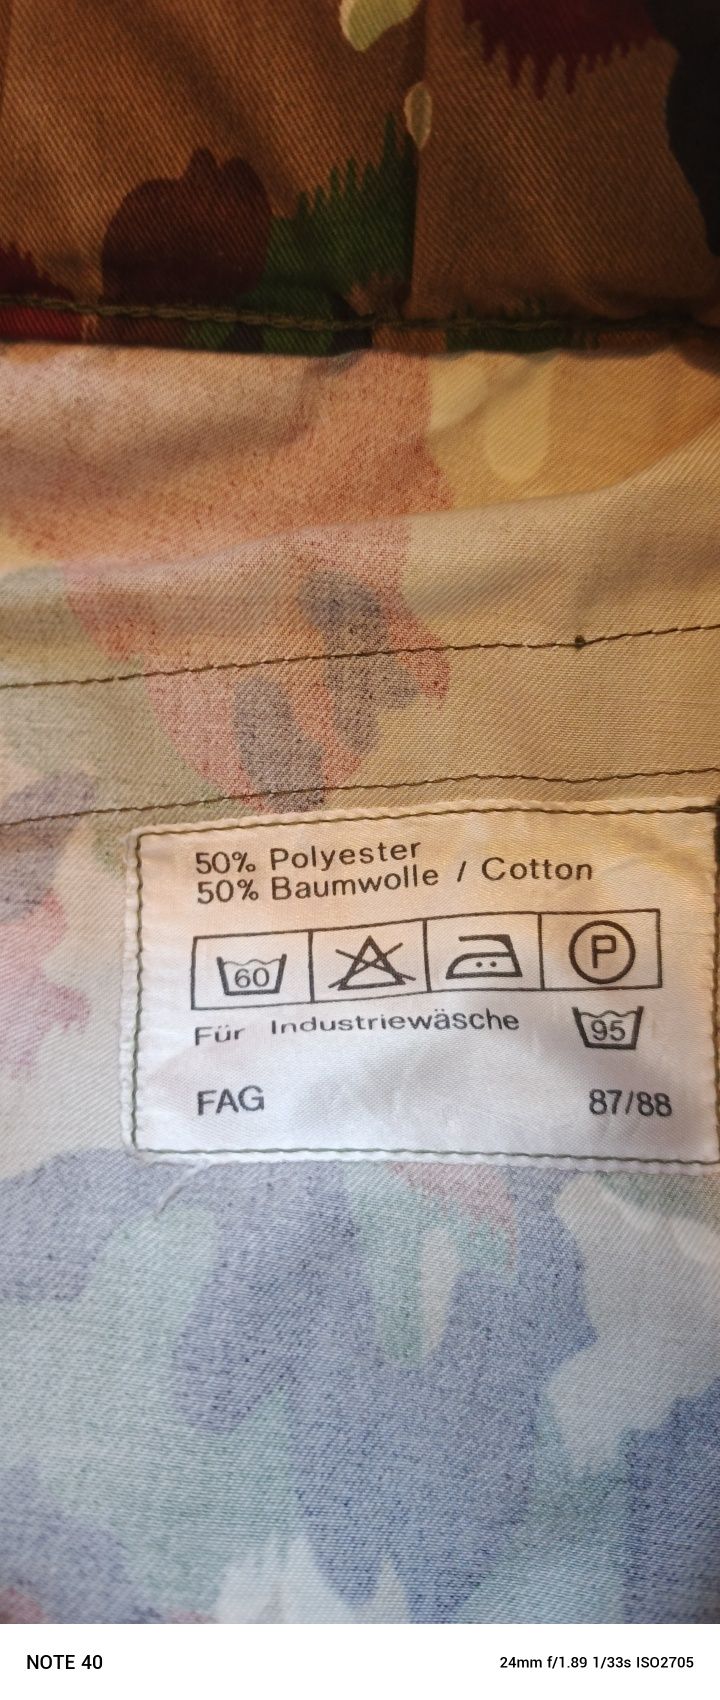 50% Polyester
50% Baumwolle / Cotton
60 P
Für Industriewäsche 95
FAG 87/88
NOTE 40 24mm f/1.89 1/33s ISO2705